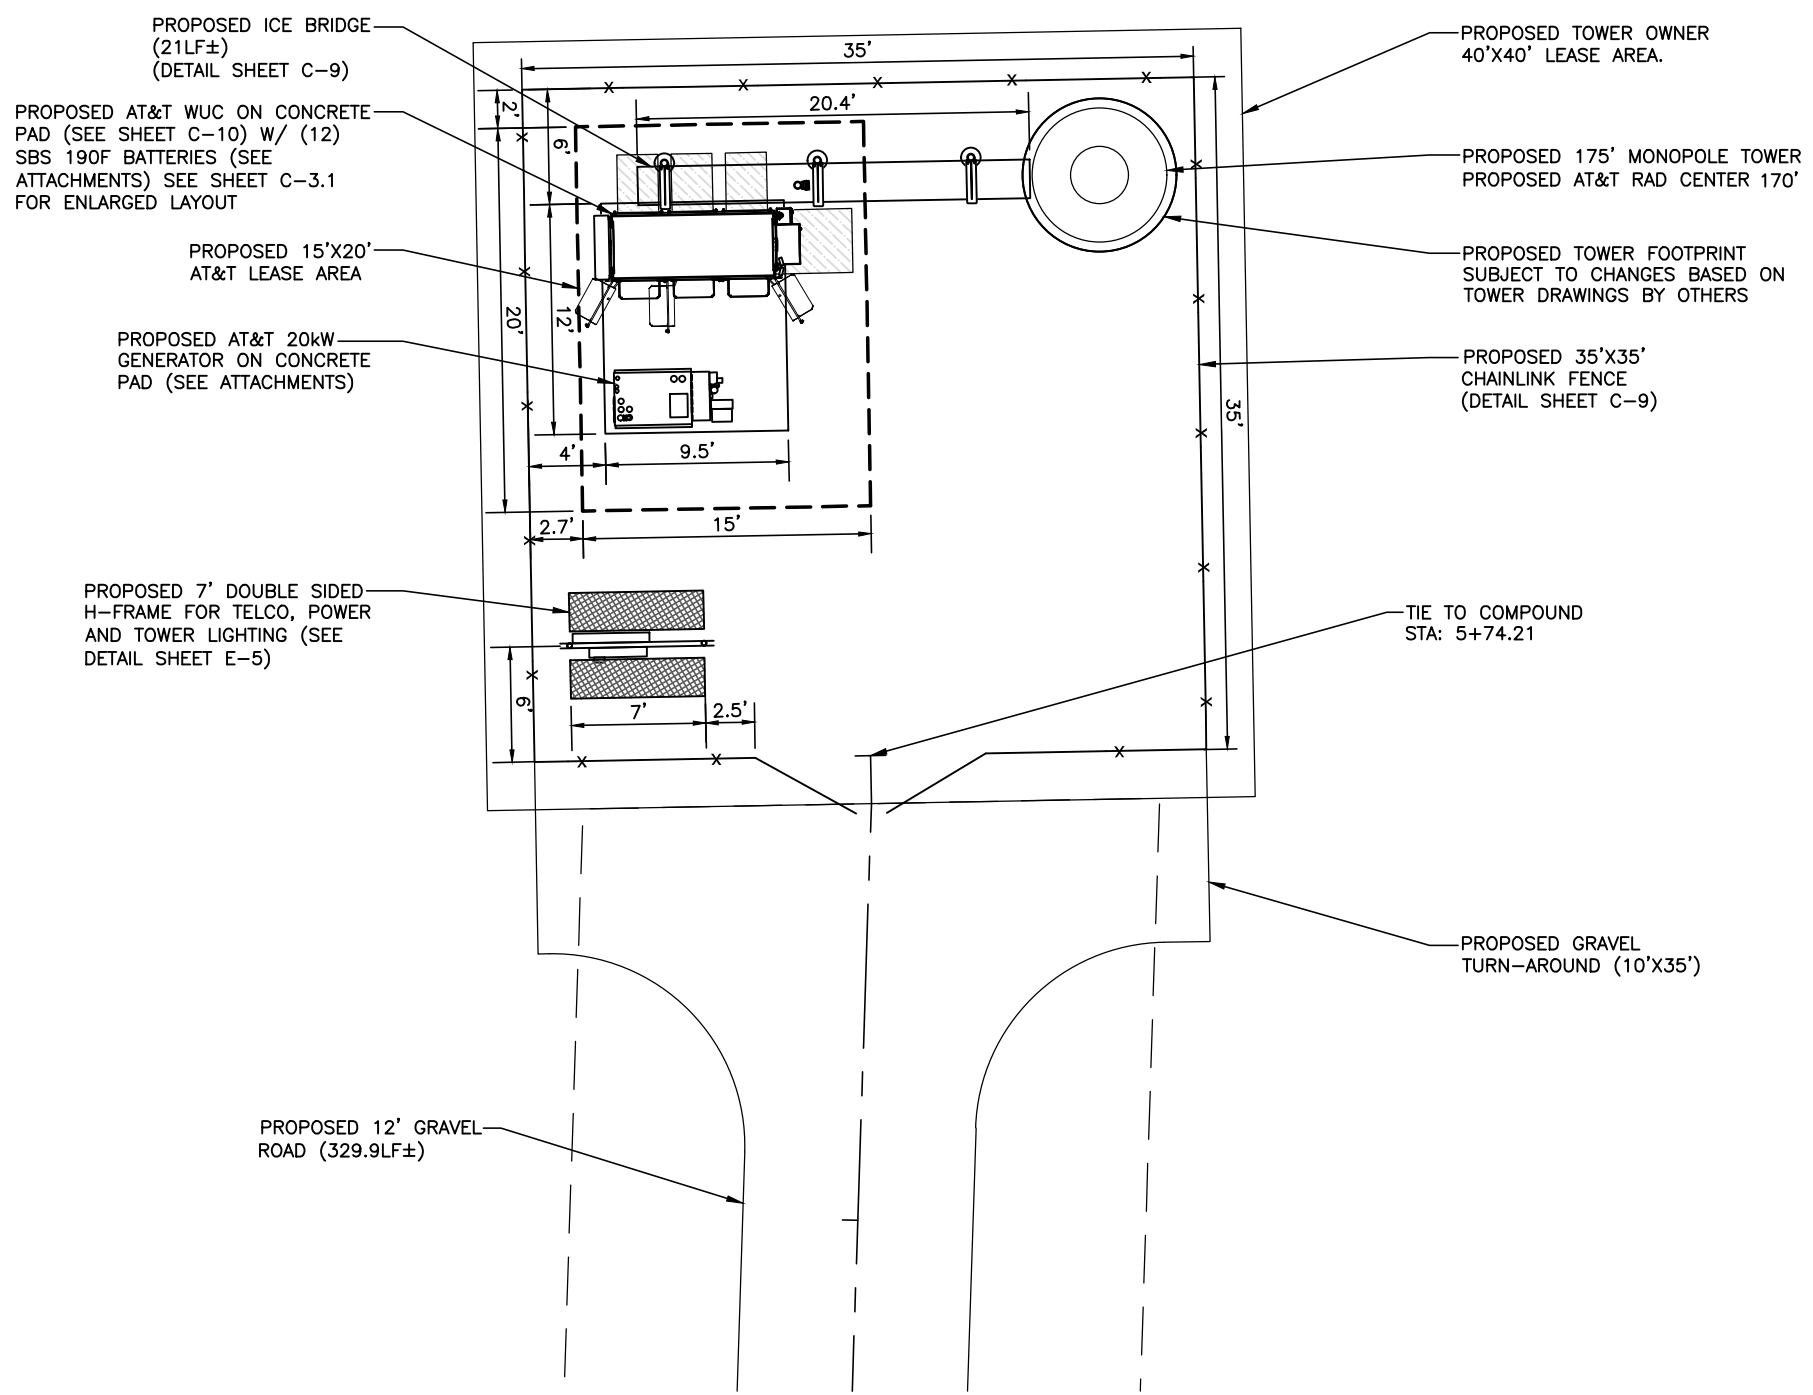 PROPOSED ICE BRIDGE
(21LF±)
(DETAIL SHEET C-9)
PROPOSED AT&T WUC ON CONCRETE
PAD (SEE SHEET C-10) W/ (12)
SBS 190F BATTERIES (SEE
ATTACHMENTS) SEE SHEET C-3.1
FOR ENLARGED LAYOUT
PROPOSED 15'X20'
AT&T LEASE AREA
PROPOSED AT&T 20kW
GENERATOR ON CONCRETE
PAD (SEE ATTACHMENTS)
PROPOSED 7' DOUBLE SIDED
H-FRAME FOR TELCO, POWER
AND TOWER LIGHTING (SEE
DETAIL SHEET E-5)
PROPOSED 12' GRAVEL
ROAD (329.9LF±)
35'
20.4'
2'
6'
20'
12'
4'
9.5'
2.7'
15'
6'
7'
2.5'
35'
PROPOSED TOWER OWNER
40'X40' LEASE AREA.
PROPOSED 175' MONOPOLE TOWER
PROPOSED AT&T RAD CENTER 170'
PROPOSED TOWER FOOTPRINT
SUBJECT TO CHANGES BASED ON
TOWER DRAWINGS BY OTHERS
PROPOSED 35'X35'
CHAINLINK FENCE
(DETAIL SHEET C-9)
TIE TO COMPOUND
STA: 5+74.21
PROPOSED GRAVEL
TURN-AROUND (10'X35')